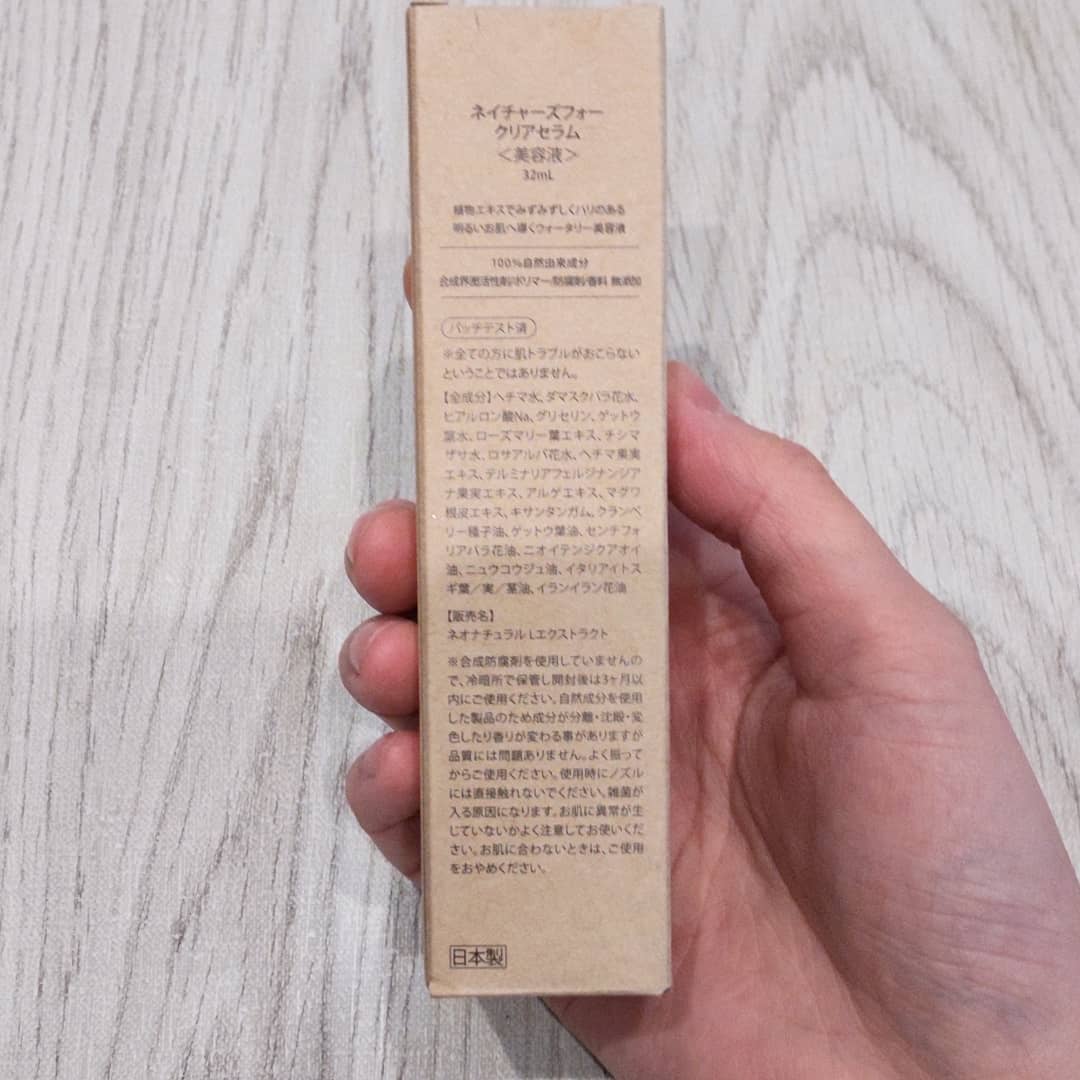 ネイチャーズフォー
クリアセラム
＜美容液＞
32mL
植物エキスでみずみずしくハリのある
明るいお肌へ導くウォータリー美容液
100%自然由来成分
合成界面活性剤/ポリマー/防腐剤/香料 無添加
パッチテスト済
※全ての方に肌トラブルがおこらない
ということではありません。
【全成分】ヘチマ水、ダマスクバラ花水、
ヒアルロン酸Na、グリセリン、ゲットウ
葉水、ローズマリー葉エキス、チシマ
ザサ水、ロサアルバ花水、ヘチマ果実
エキス、テルミナリアフェルジナンジア
ナ果実エキス、アルゲエキス、マグワ
根皮エキス、キサンタンガム、クランベ
リー種子油、ゲットウ葉油、センチフォ
リアバラ花油、ニオイテンジクアオイ
油、ニュウコウジュ油、イタリアイトス
ギ葉／実／茎油、イランイラン花油
【販売名】
ネオナチュラル Lエクストラクト
※合成防腐剤を使用していませんの
で、冷暗所で保管し開封後は3ヶ月以
内にご使用ください。自然成分を使用
した製品のため成分が分離・沈殿・変
色したり香りが変わる事がありますが
品質には問題ありません。よく振って
からご使用ください。使用時にノズル
には直接触れないでください。雑菌が
入る原因になります。お肌に異常が生
じていないかよく注意してお使いくだ
さい。お肌に合わないときは、ご使用
をおやめください。
日本製